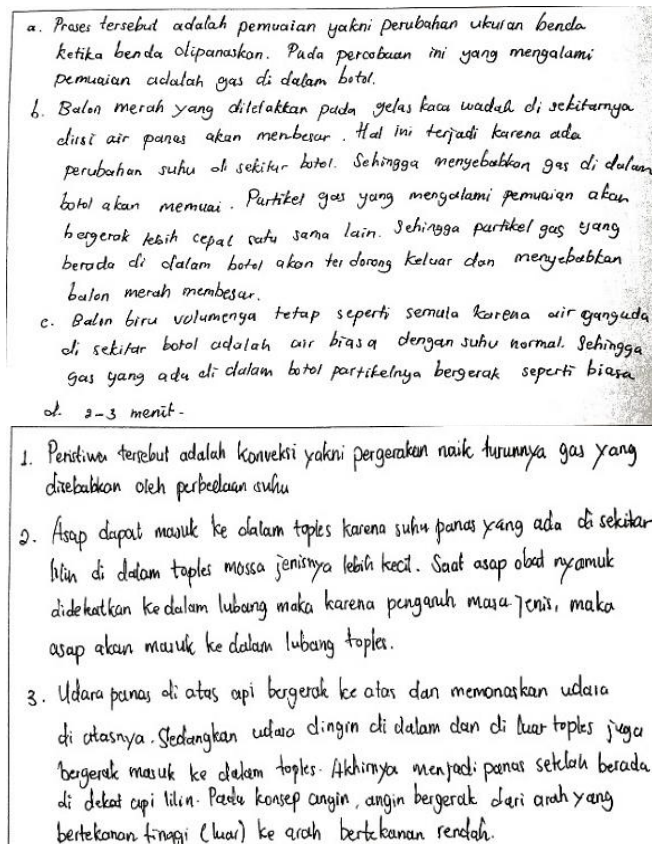 a. Proses tersebut adalah pemuaian yakni perubahan ukuran benda
ketika benda dipanaskan. Pada percobaan ini yang mengalami
pemuaian adalah gas di dalam botol.
b. Balon merah yang diletakkan pada gelas kaca wadah di sekitarnya
diisi air panas akan membesar. Hal ini terjadi karena ada
perubahan suhu di sekitar botol. Sehingga menyebabkan gas di dalam
botol akan memuai. Partikel gas yang mengalami pemuaian akan
bergerak lebih cepat satu sama lain. Sehingga partikel gas yang
berada di dalam botol akan terdorong keluar dan menyebabkan
balon merah membesar.
c. Balon biru volumenya tetap seperti semula karena air yang ada
di sekitar botol adalah air biasa dengan suhu normal. Sehingga
gas yang ada di dalam botol partikelnya bergerak seperti biasa
d. 2-3 menit.
1. Peristiwa tersebut adalah konveksi yakni pergerakan naik turunnya gas yang
disebabkan oleh perbedaan suhu
2. Asap dapat masuk ke dalam toples karena suhu panas yang ada di sekitar
lilin di dalam toples massa jenisnya lebih kecil. Saat asap obat nyamuk
didekatkan kedalam lubang maka karena pengaruh masa jenis, maka
asap akan masuk ke dalam lubang toples.
3. Udara panas di atas api bergerak ke atas dan memanaskan udara
di atasnya. Sedangkan udara dingin di dalam dan di luar toples juga
bergerak masuk ke dalam toples. Akhirnya menjadi panas setelah berada
di dekat api lilin. Pada konsep angin, angin bergerak dari arah yang
bertekanan tinggi (luar) ke arah bertekanan rendah.